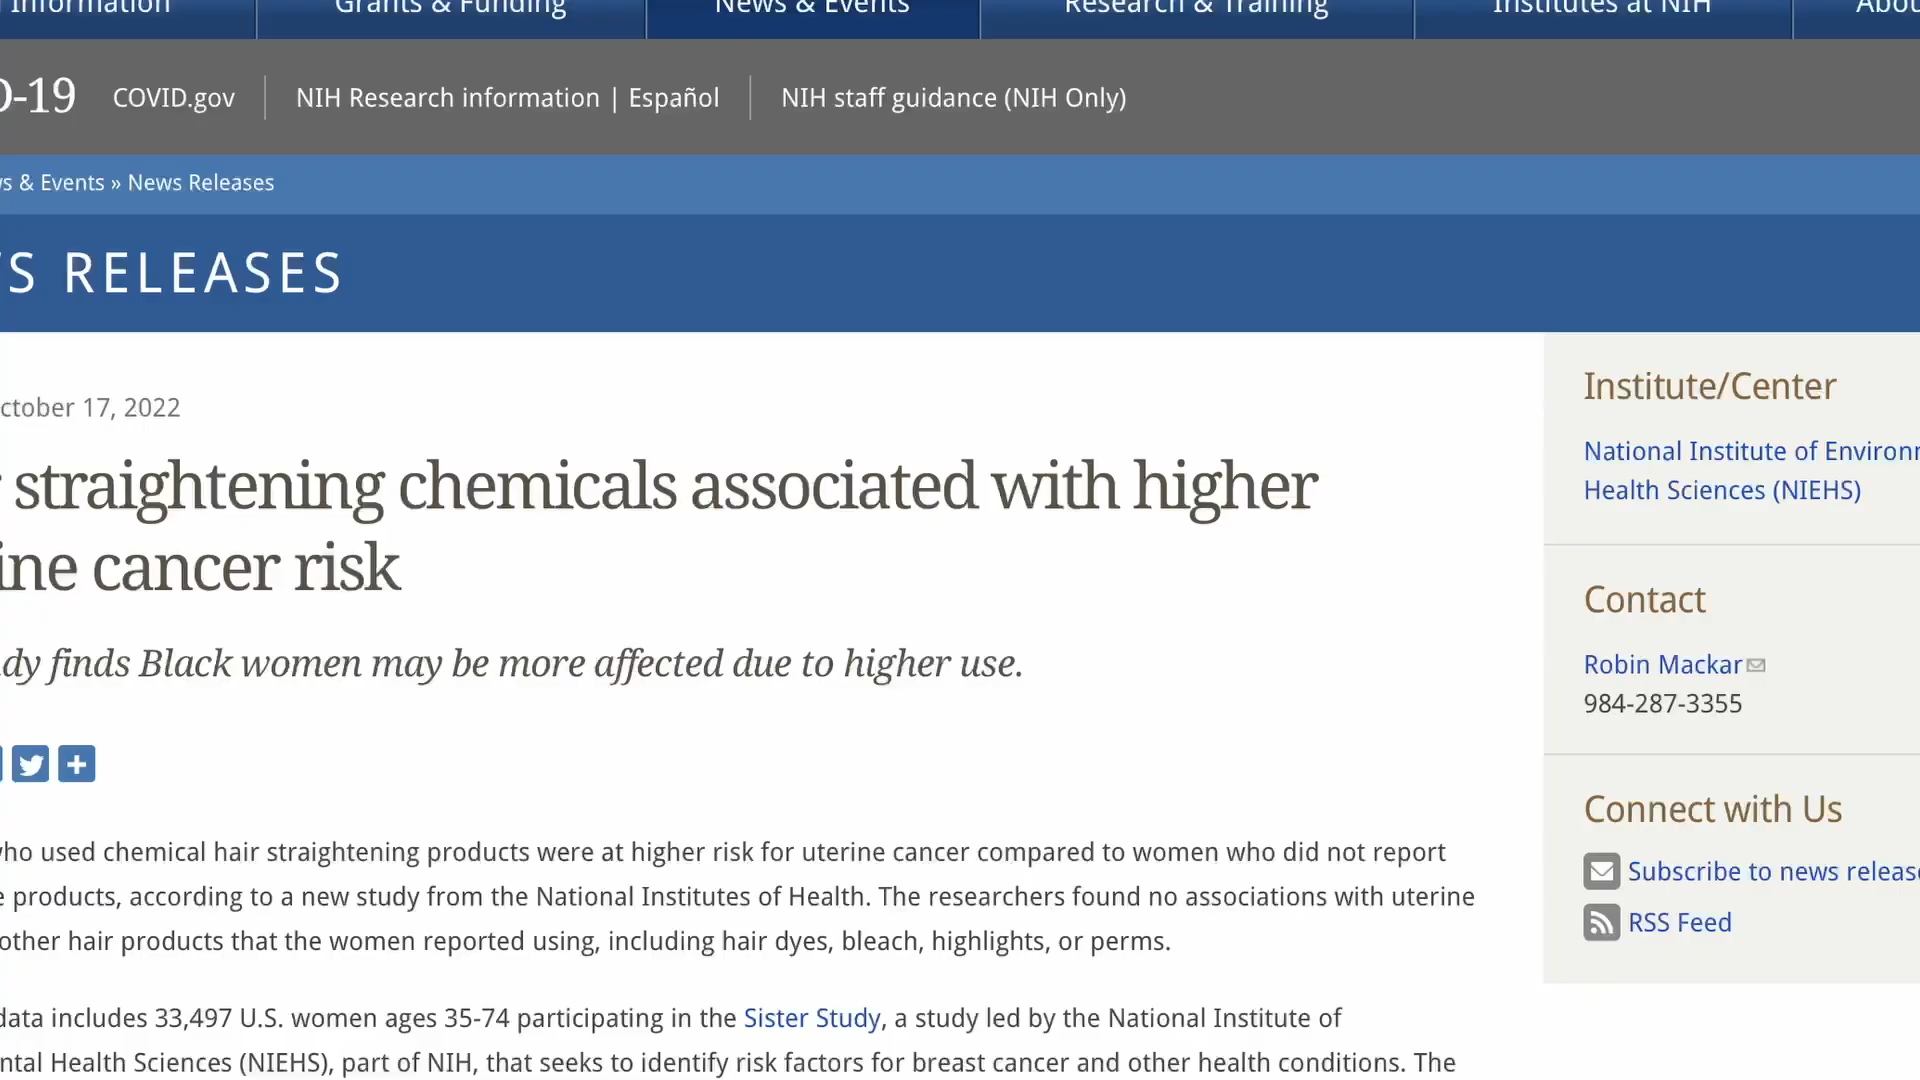 Information
Grants & Funding
News & Events
Research & Training
Institutes at NIH
D-19
COVID.gov
NIH Research information | Español
NIH staff guidance (NIH Only)
& Events » News Releases
RELEASES
17, 2022
straightening chemicals associated with higher
cancer risk
finds Black women may be more affected due to higher use.
used chemical hair straightening products were at higher risk for uterine cancer compared to women who did not report
products, according to a new study from the National Institutes of Health. The researchers found no associations with uterine
other hair products that the women reported using, including hair dyes, bleach, highlights, or perms.
data includes 33,497 U.S. women ages 35-74 participating in the Sister Study, a study led by the National Institute of
Health Sciences (NIEHS), part of NIH, that seeks to identify risk factors for breast cancer and other health conditions. The
Institute/Center
National Institute of
Health Sciences (NIEHS)
Contact
Robin Mackar
984-287-3355
Connect with Us
Subscribe to news
RSS Feed